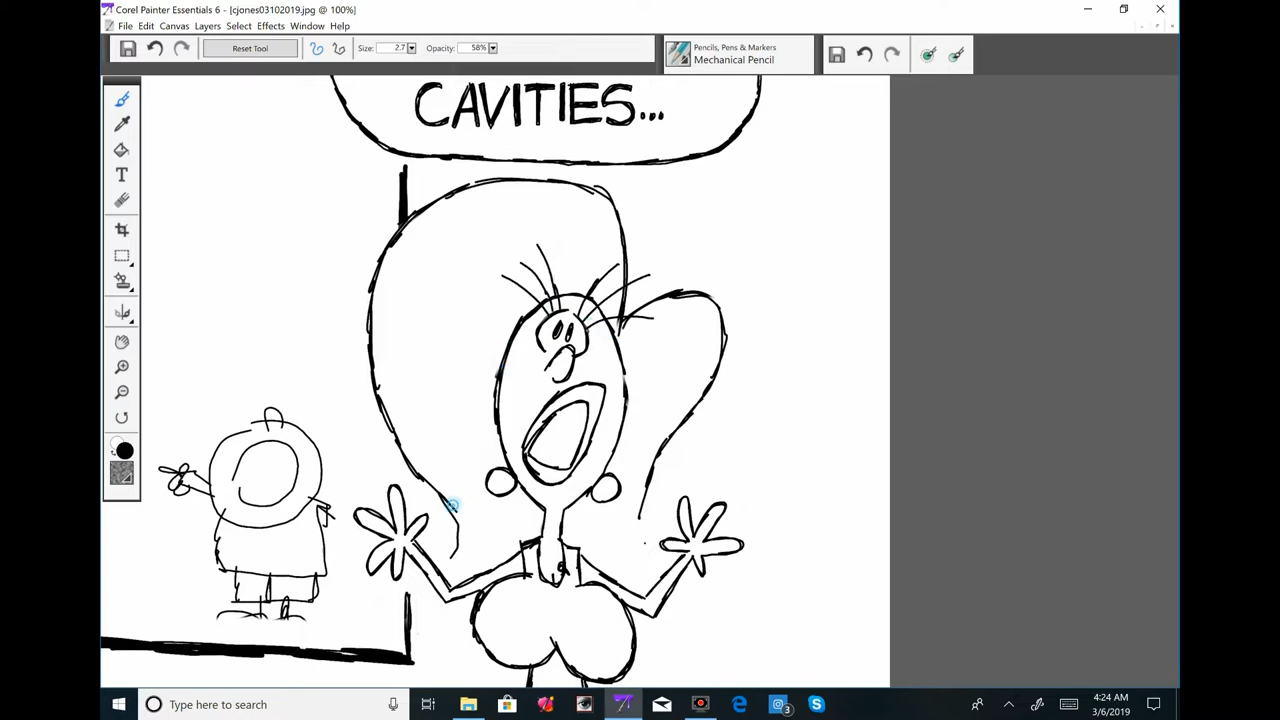 Corel Painter Essentials 6 - [cjones03102019.jpg @ 100%]
File Edit Canvas Layers Select Effects Window Help
Reset Tool
Size: 2.7
Opacity: 58%
Pencils, Pens & Markers
Mechanical Pencil
CAVITIES...
T
Type here to search
3
4:24 AM
3/6/2019